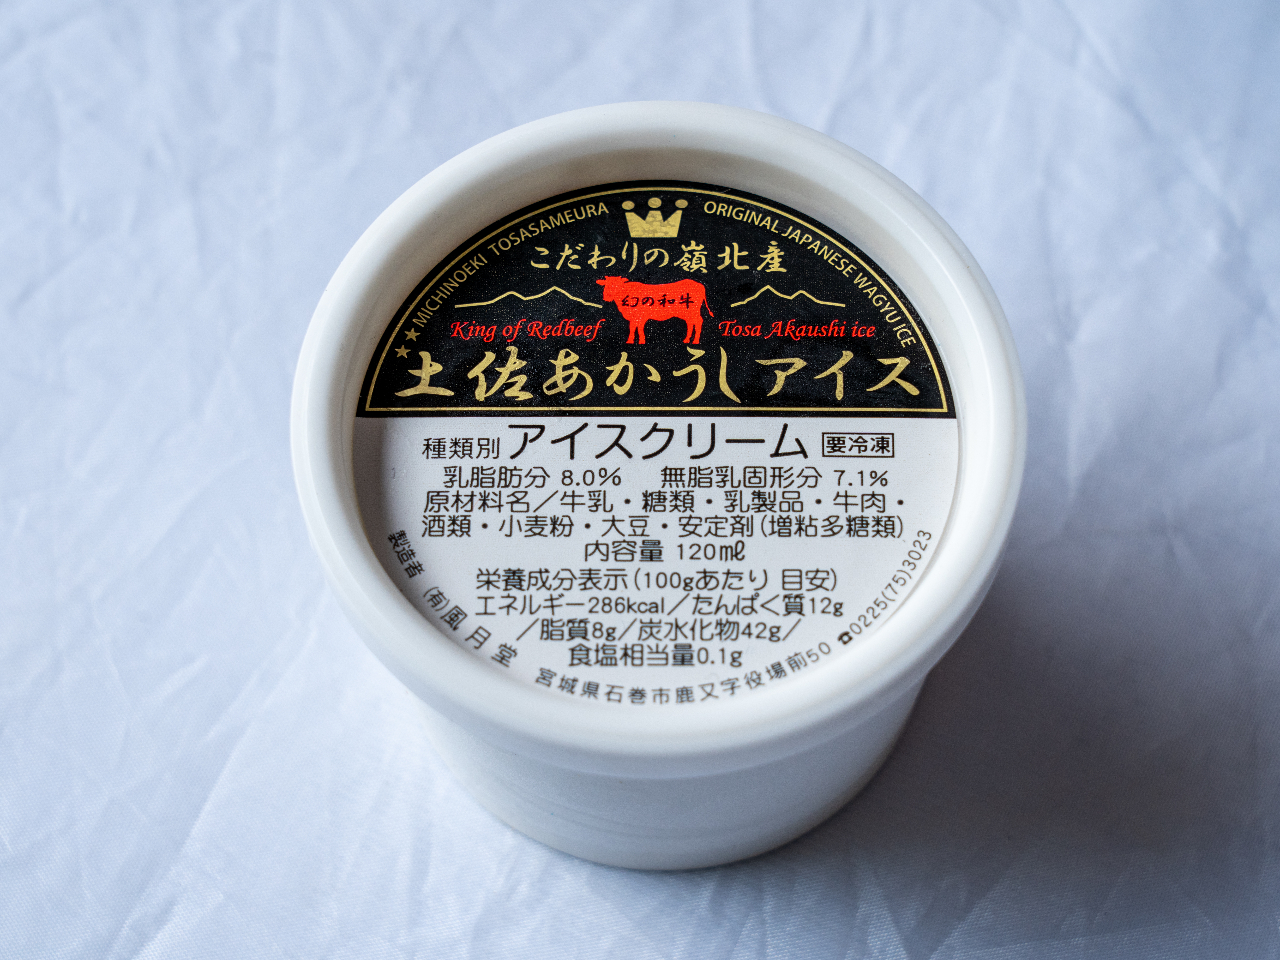 ★★MICHINOEKI TOSASAMEURA
ORIGINAL JAPANESE WAGYU ICE
こだわりの嶺北産
幻の和牛
King of Redbeef
Tosa Akaushi ice
土佐あかうしアイス
種類別 アイスクリーム 要冷凍
乳脂肪分 8.0% 無脂乳固形分 7.1%
原材料名／牛乳・糖類・乳製品・牛肉・
酒類・小麦粉・大豆・安定剤(増粘多糖類)
内容量 120㎖
栄養成分表示(100gあたり 目安)
エネルギー286kcal／たんぱく質12g
／脂質8g／炭水化物42g／
食塩相当量0.1g
製造者 (有)風月堂 宮城県石巻市鹿又字役場前50 ☎0225(75)3023